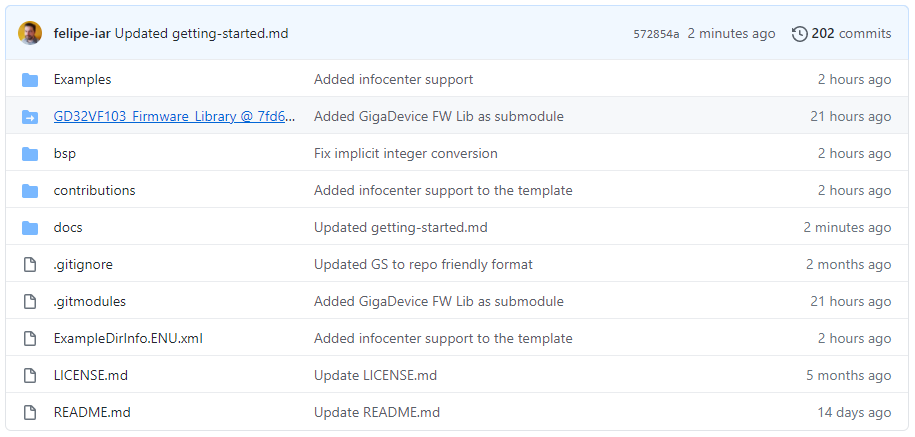 felipe-iar Updated getting-started.md 572854a 2 minutes ago 202 commits
Examples Added infocenter support 2 hours ago
GD32VF103_Firmware_Library @ 7fd6... Added GigaDevice FW Lib as submodule 21 hours ago
bsp Fix implicit integer conversion 2 hours ago
contributions Added infocenter support to the template 2 hours ago
docs Updated getting-started.md 2 minutes ago
.gitignore Updated GS to repo friendly format 2 months ago
.gitmodules Added GigaDevice FW Lib as submodule 21 hours ago
ExampleDirInfo.ENU.xml Added infocenter support to the template 2 hours ago
LICENSE.md Update LICENSE.md 5 months ago
README.md Update README.md 14 days ago